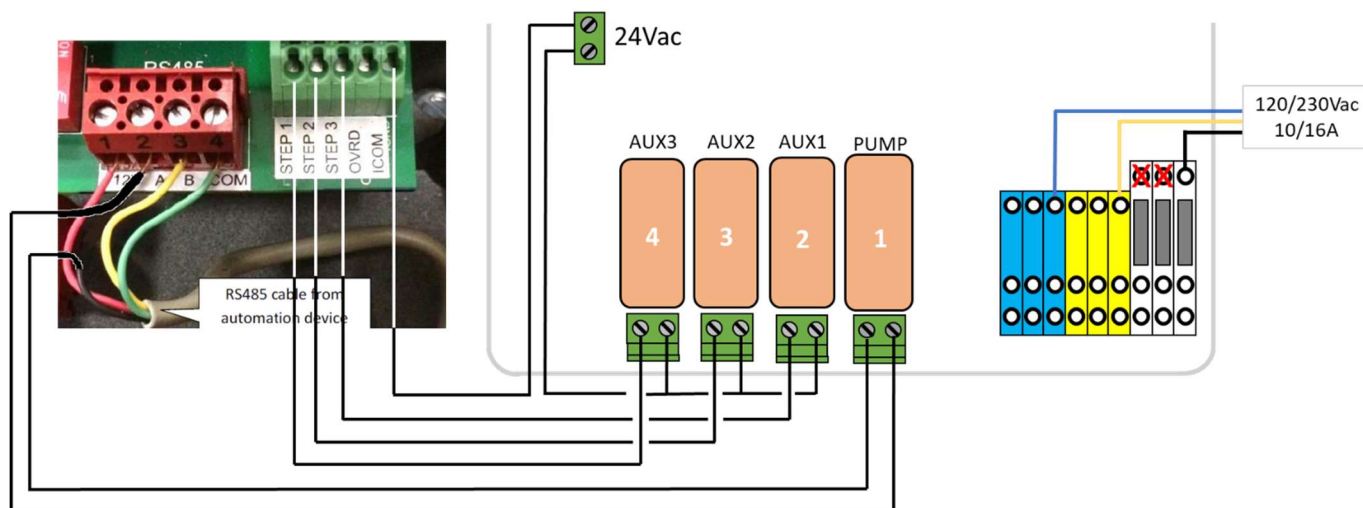 24Vac
120/230Vac
10/16A
RS485
1 2 3 4
A B COM
STEP 1
STEP 2
STEP 3
OVRD
ICOM
AUX3 AUX2 AUX1 PUMP
4 3 2 1
RS485 cable from
automation device